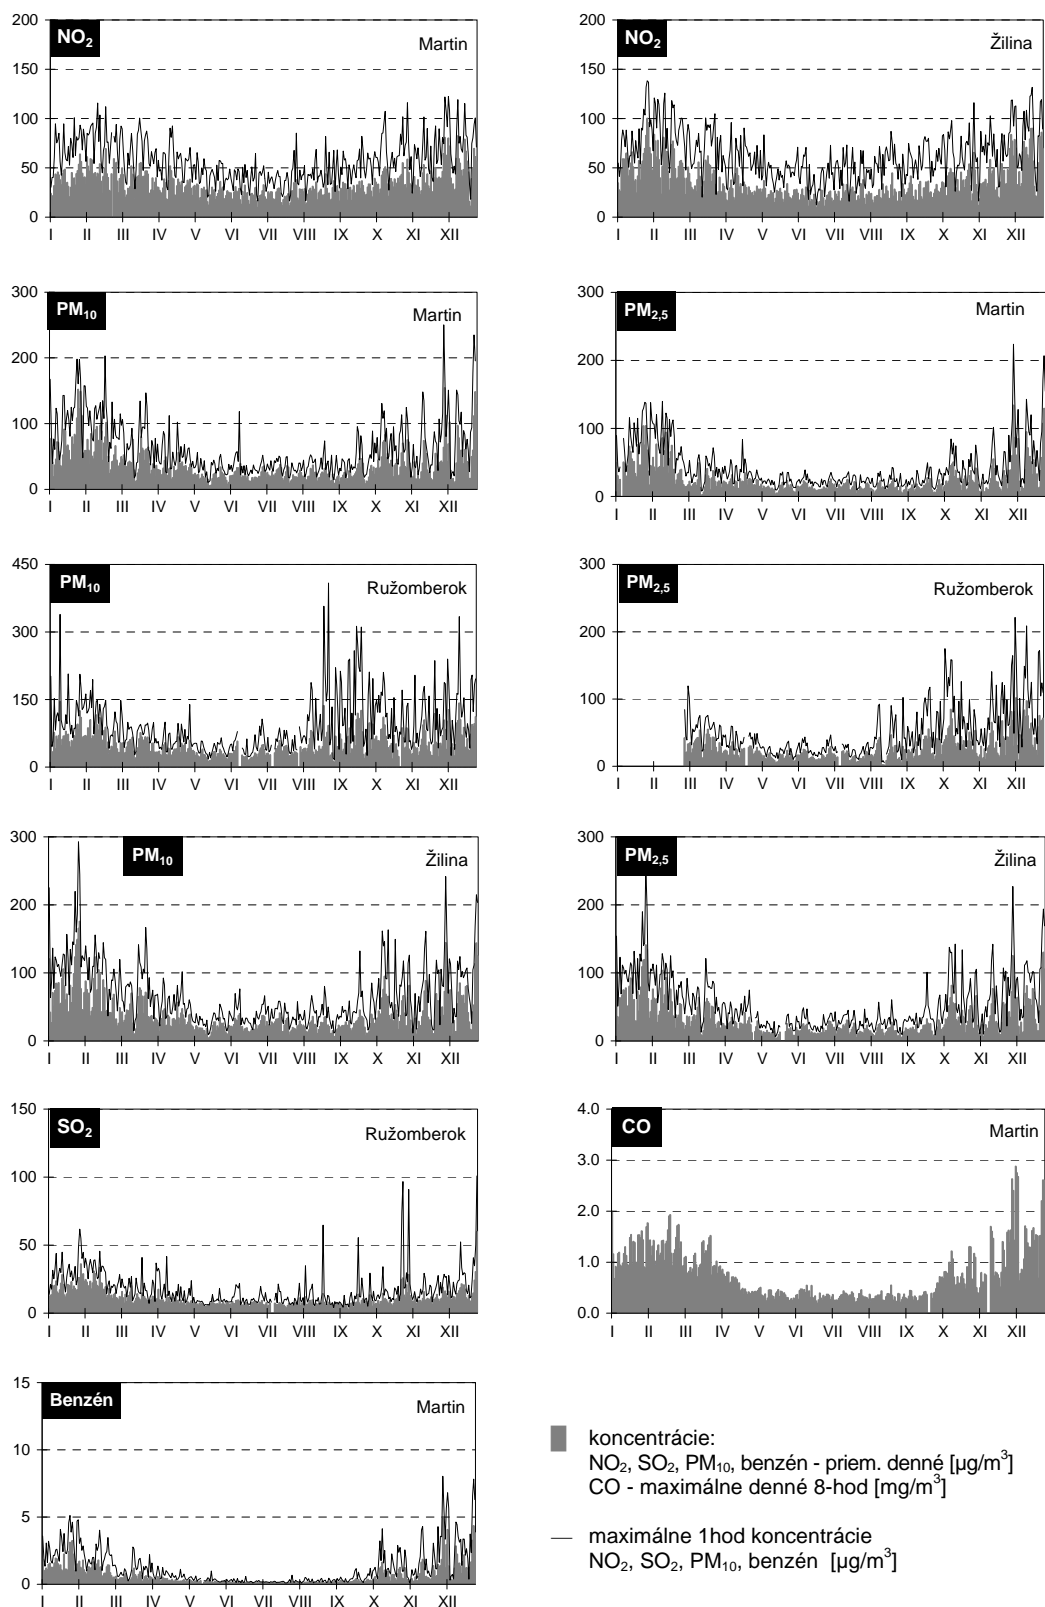 200
150
100
50
0
NO₂
Martin
I II III IV V VI VII VIII IX X XI XII
200
150
100
50
0
NO₂
Žilina
I II III IV V VI VII VIII IX X XI XII
300
200
100
0
PM₁₀
Martin
I II III IV V VI VII VIII IX X XI XII
300
200
100
0
PM₂,₅
Martin
I II III IV V VI VII VIII IX X XI XII
450
300
150
0
PM₁₀
Ružomberok
I II III IV V VI VII VIII IX X XI XII
300
200
100
0
PM₂,₅
Ružomberok
I II III IV V VI VII VIII IX X XI XII
300
200
100
0
PM₁₀
Žilina
I II III IV V VI VII VIII IX X XI XII
300
200
100
0
PM₂,₅
Žilina
I II III IV V VI VII VIII IX X XI XII
150
100
50
0
SO₂
Ružomberok
I II III IV V VI VII VIII IX X XI XII
4.0
3.0
2.0
1.0
0.0
CO
Martin
I II III IV V VI VII VIII IX X XI XII
15
10
5
0
Benzén
Martin
I II III IV V VI VII VIII IX X XI XII
koncentrácie:
NO₂, SO₂, PM₁₀, benzén - priem. denné [µg/m³]
CO - maximálne denné 8-hod [mg/m³]
maximálne 1hod koncentrácie
NO₂, SO₂, PM₁₀, benzén [µg/m³]